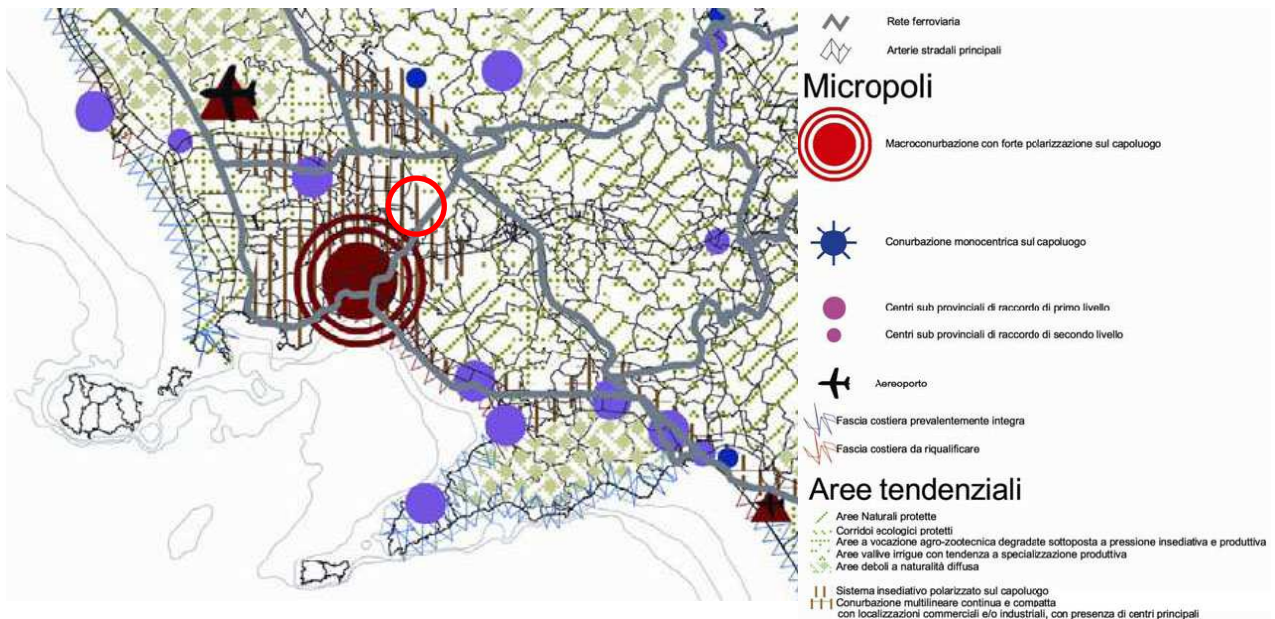 Rete ferroviaria
Arterie stradali principali
Micropoli
Macroconurbazione con forte polarizzazione sul capoluogo
Conurbazione monocentrica sul capoluogo
Centri sub provinciali di raccordo di primo livello
Centri sub provinciali di raccordo di secondo livello
Aereoporto
Fascia costiera prevalentemente integra
Fascia costiera da riqualificare
Aree tendenziali
Aree Naturali protette
Corridoi ecologici protetti
Aree a vocazione agro-zootecnica degradate sottoposta a pressione insediativa e produttiva
Aree vallive irrigue con tendenza a specializzazione produttiva
Aree deboli a naturalità diffusa
Sistema insediativo polarizzato sul capoluogo
Conurbazione multilineare continua e compatta
con localizzazioni commerciali e/o industriali, con presenza di centri principali